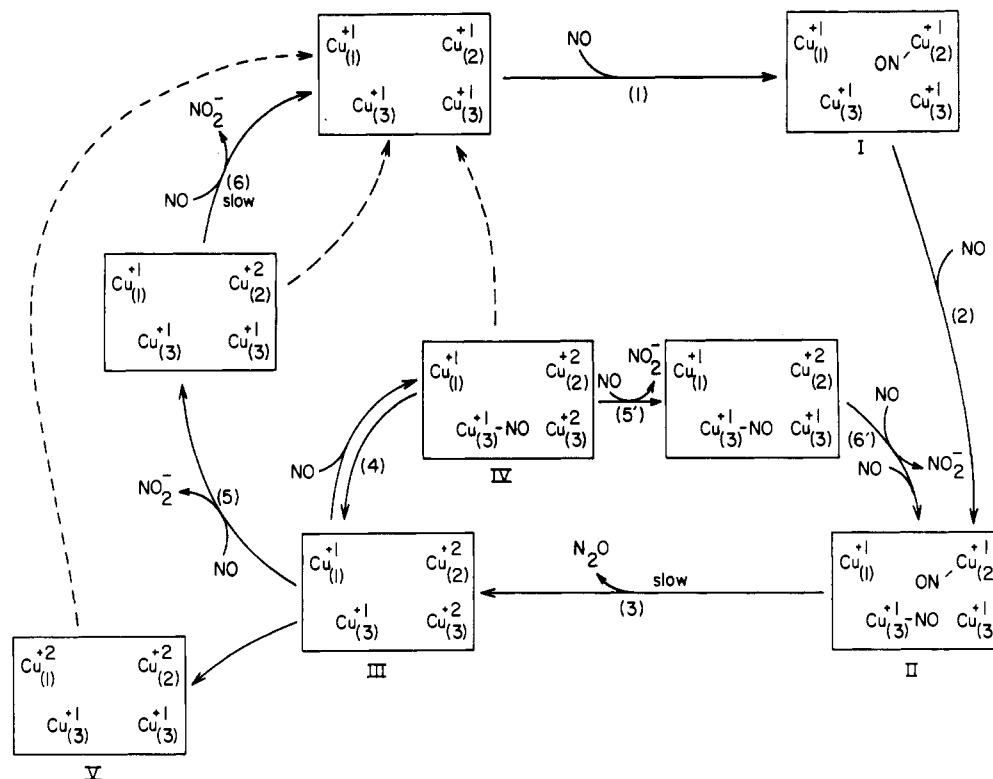 Cu+1(1) Cu+1(2)
Cu+1(3) Cu+1(3)
NO
(1)
Cu+1(1) Cu+1(2)
ON
Cu+1(3) Cu+1(3)
I
NO2-
NO
(6)
slow
NO
(2)
Cu+1(1) Cu+2(2)
Cu+1(3) Cu+1(3)
Cu+1(1) Cu+2(2)
Cu+1(3)-NO Cu+2(3)
IV
NO NO2-
(5')
Cu+1(1) Cu+2(2)
Cu+1(3)-NO Cu+1(3)
NO
(6')
NO
NO2-
NO
(4)
NO2-
(5)
NO
Cu+1(1) Cu+2(2)
Cu+1(3) Cu+2(3)
III
N2O
slow
(3)
Cu+1(1) Cu+1(2)
ON
Cu+1(3)-NO Cu+1(3)
II
Cu+2(1) Cu+2(2)
Cu+1(3) Cu+1(3)
V